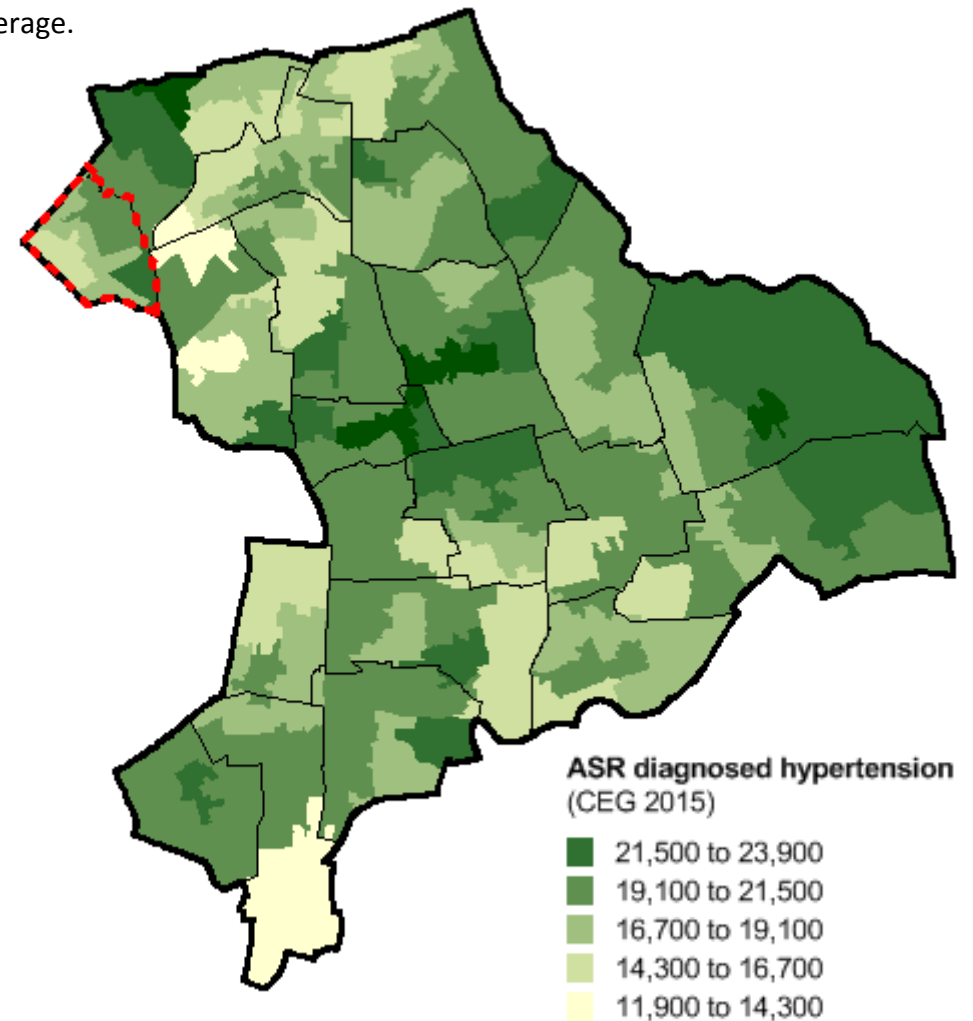 erage.
ASR diagnosed hypertension
(CEG 2015)
21,500 to 23,900
19,100 to 21,500
16,700 to 19,100
14,300 to 16,700
11,900 to 14,300